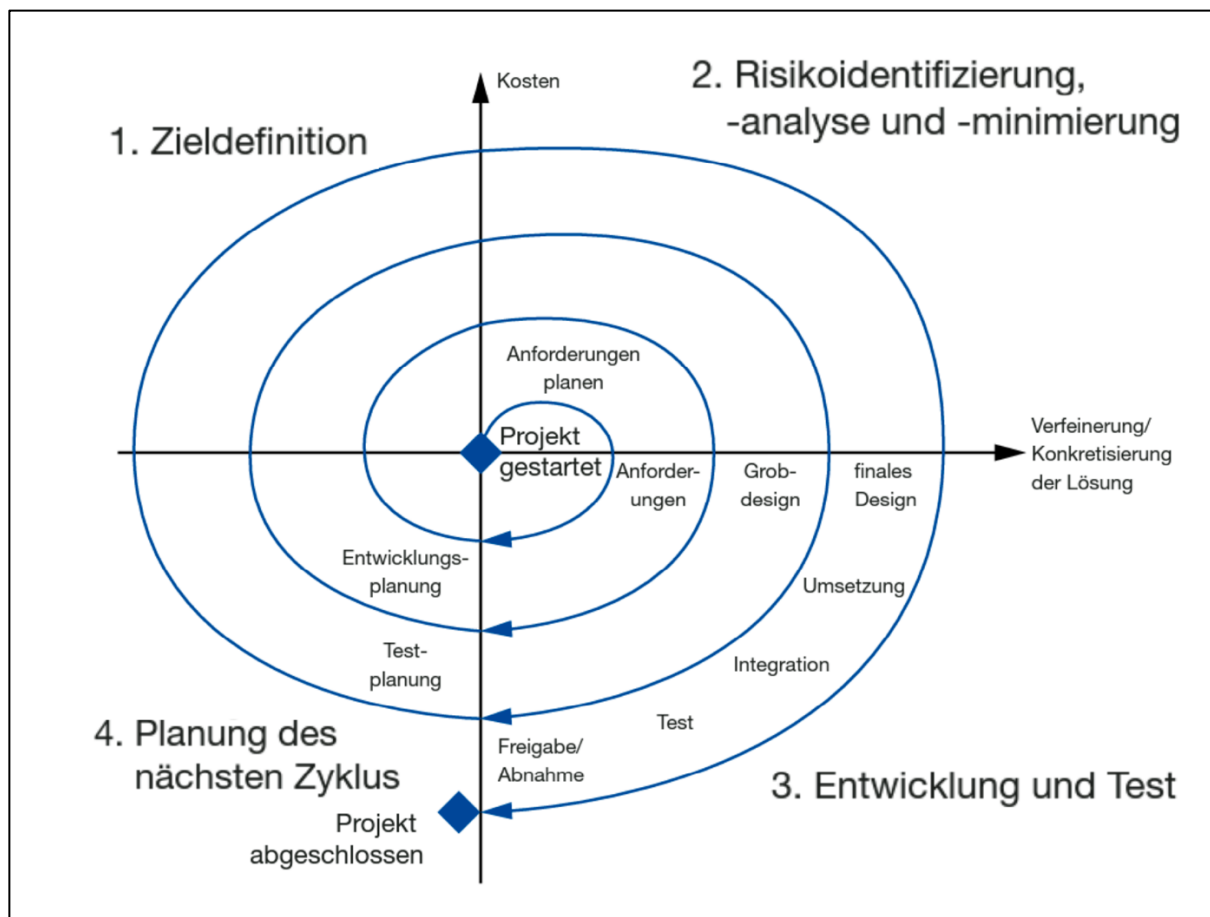 Kosten
2. Risikoidentifizierung,
-analyse und -minimierung
1. Zieldefinition
Anforderungen
planen
Projekt
gestartet
Verfeinerung/
Konkretisierung
der Lösung
Anforder-
ungen
Grob-
design
finales
Design
Entwicklungs-
planung
Umsetzung
Test-
planung
Integration
Test
4. Planung des
nächsten Zyklus
Freigabe/
Abnahme
3. Entwicklung und Test
Projekt
abgeschlossen